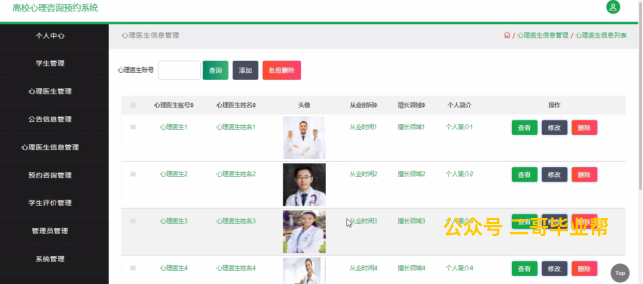 高校心理咨询预约系统
个人中心
学生管理
心理医生管理
公告信息管理
心理医生信息管理
预约咨询管理
学生评价管理
管理员管理
系统管理
心理医生信息管理
/ 心理医生信息管理 / 心理医生信息列表
心理医生账号 查询 添加 批量删除
心理医生账号 心理医生姓名 头像 从业时间 擅长领域 个人简介 操作
心理医生1 心理医生姓名1 从业时间1 擅长领域1 个人简介1 查看 修改 删除
心理医生2 心理医生姓名2 从业时间2 擅长领域2 个人简介2 查看 修改 删除
心理医生3 心理医生姓名3 从业时间3 擅长领域3 个人简介3 查看 修改 删除
公众号 二哥毕业帮
心理医生4 心理医生姓名4 从业时间4 擅长领域4 个人简介4 查看 修改 删除
Top